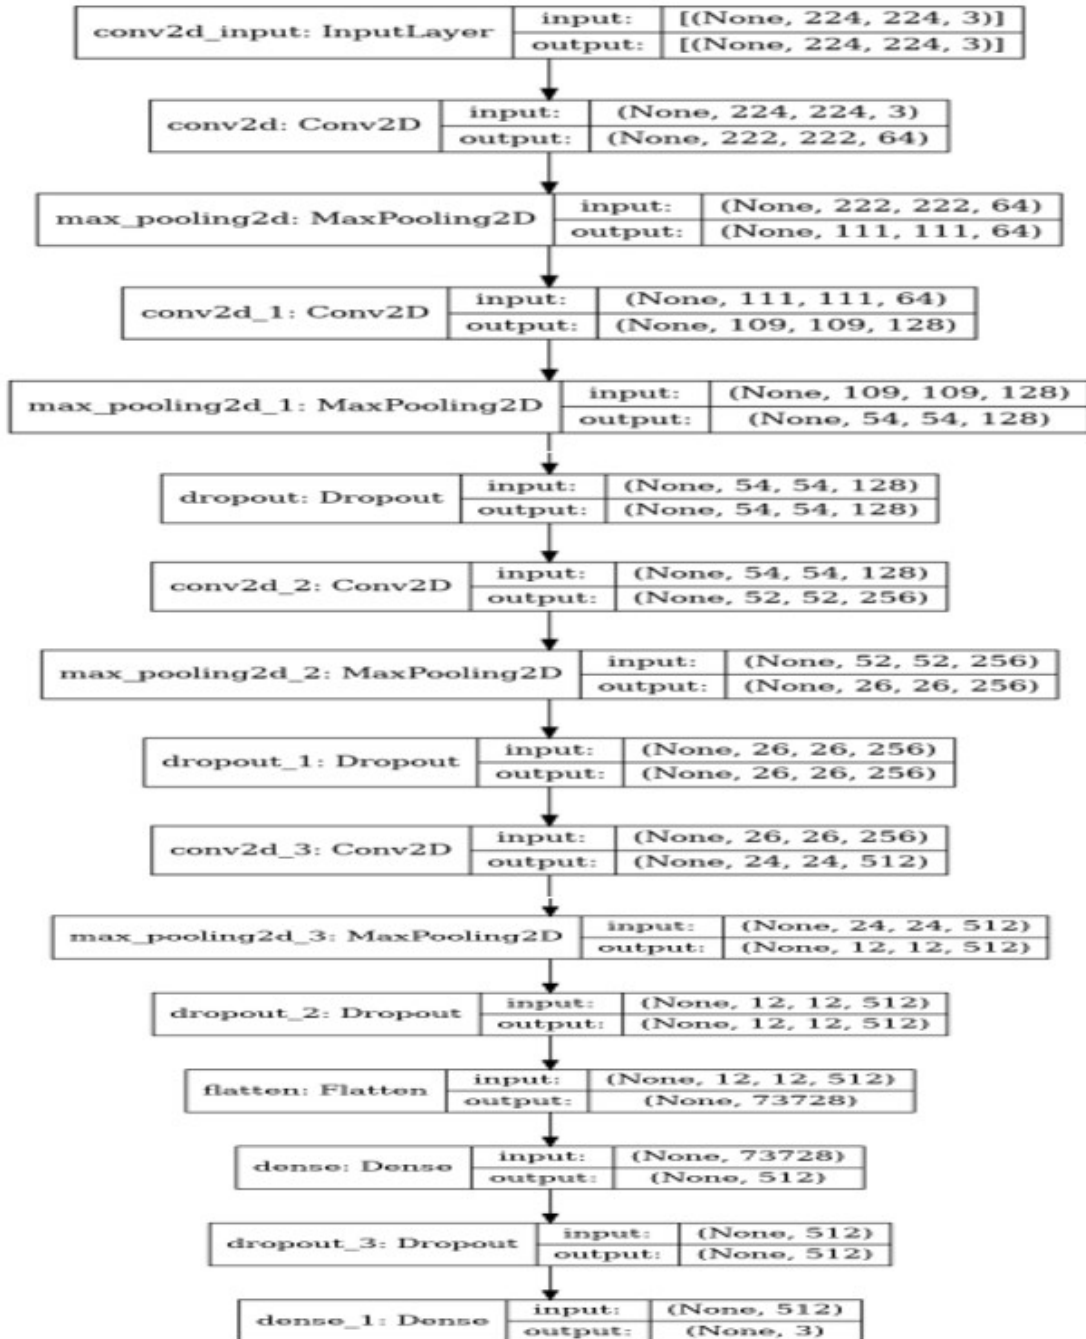 conv2d_input: InputLayer
input: [(None, 224, 224, 3)]
output: [(None, 224, 224, 3)]
conv2d: Conv2D
input: (None, 224, 224, 3)
output: (None, 222, 222, 64)
max_pooling2d: MaxPooling2D
input: (None, 222, 222, 64)
output: (None, 111, 111, 64)
conv2d_1: Conv2D
input: (None, 111, 111, 64)
output: (None, 109, 109, 128)
max_pooling2d_1: MaxPooling2D
input: (None, 109, 109, 128)
output: (None, 54, 54, 128)
dropout: Dropout
input: (None, 54, 54, 128)
output: (None, 54, 54, 128)
conv2d_2: Conv2D
input: (None, 54, 54, 128)
output: (None, 52, 52, 256)
max_pooling2d_2: MaxPooling2D
input: (None, 52, 52, 256)
output: (None, 26, 26, 256)
dropout_1: Dropout
input: (None, 26, 26, 256)
output: (None, 26, 26, 256)
conv2d_3: Conv2D
input: (None, 26, 26, 256)
output: (None, 24, 24, 512)
max_pooling2d_3: MaxPooling2D
input: (None, 24, 24, 512)
output: (None, 12, 12, 512)
dropout_2: Dropout
input: (None, 12, 12, 512)
output: (None, 12, 12, 512)
flatten: Flatten
input: (None, 12, 12, 512)
output: (None, 73728)
dense: Dense
input: (None, 73728)
output: (None, 512)
dropout_3: Dropout
input: (None, 512)
output: (None, 512)
dense_1: Dense
input: (None, 512)
output: (None, 3)